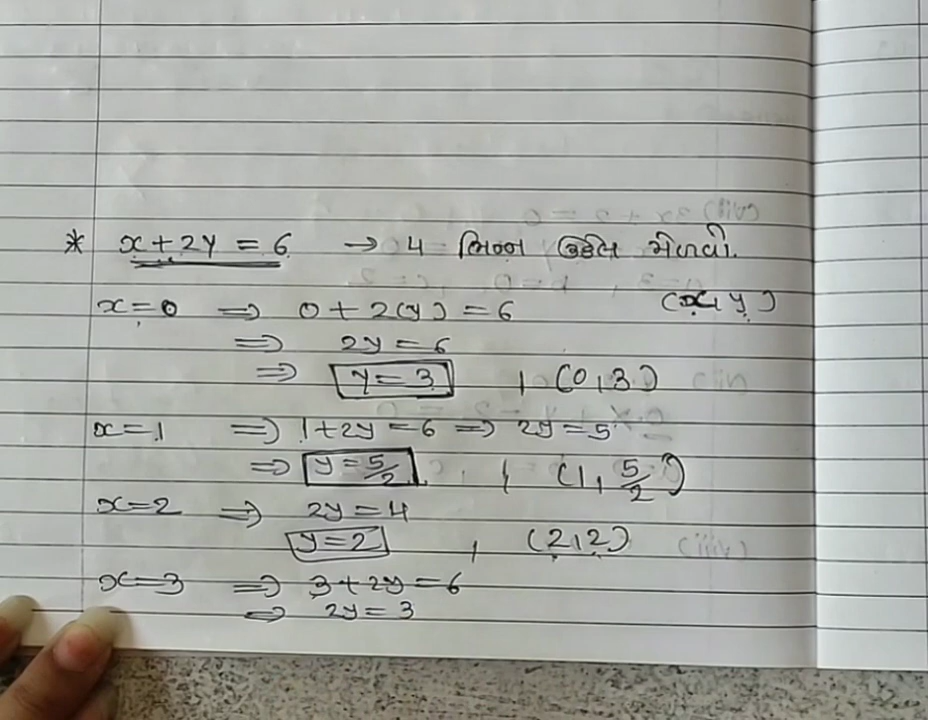 * x + 2y = 6 → 4 ભિન્ન ઉકેલ મેળવો.
x = 0 ⇒ 0 + 2(y) = 6 (x, y)
⇒ 2y = 6
⇒ y = 3 , (0, 3)
x = 1 ⇒ 1 + 2y = 6 ⇒ 2y = 5
⇒ y = 5/2 , (1, 5/2)
x = 2 ⇒ 2y = 4
y = 2 , (2, 2)
x = 3 ⇒ 3 + 2y = 6
⇒ 2y = 3